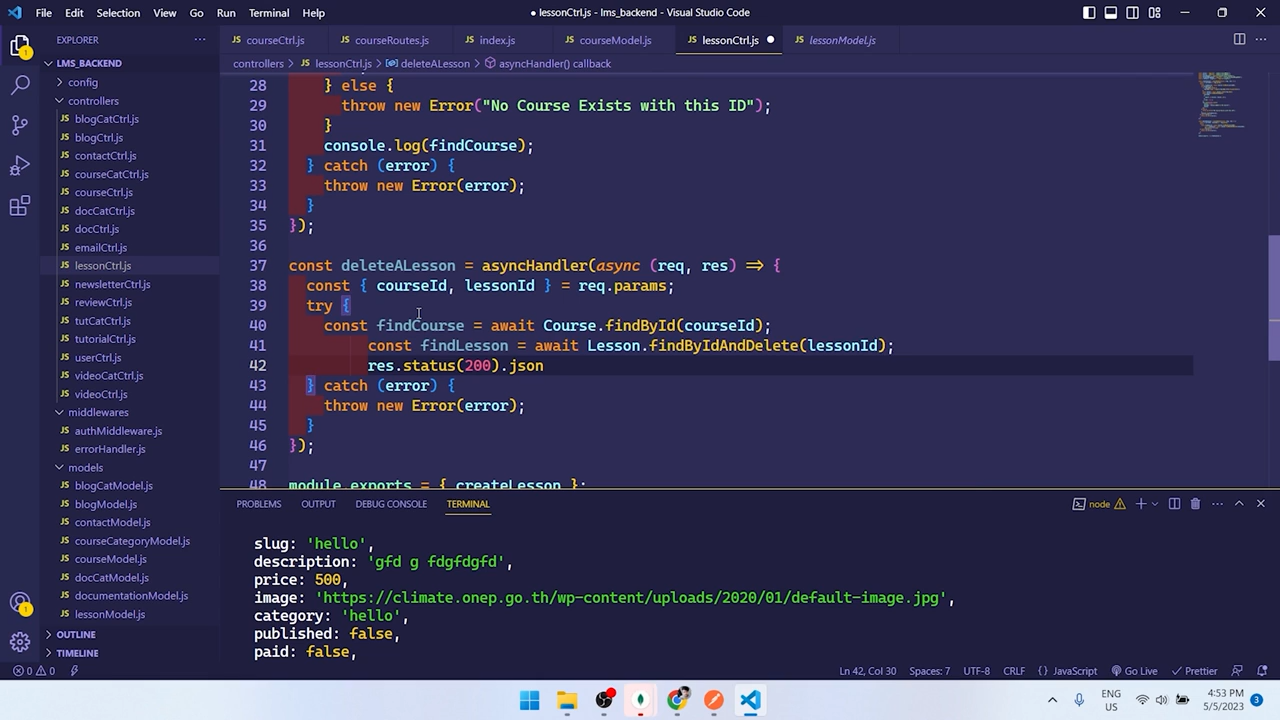 File Edit Selection View Go Run Terminal Help
● lessonCtrl.js - lms_backend - Visual Studio Code
EXPLORER
LMS_BACKEND
config
controllers
JS blogCatCtrl.js
JS blogCtrl.js
JS contactCtrl.js
JS courseCatCtrl.js
JS courseCtrl.js
JS docCatCtrl.js
JS docCtrl.js
JS emailCtrl.js
JS lessonCtrl.js
JS newsletterCtrl.js
JS reviewCtrl.js
JS tutCatCtrl.js
JS tutorialCtrl.js
JS userCtrl.js
JS videoCatCtrl.js
JS videoCtrl.js
middlewares
JS authMiddleware.js
JS errorHandler.js
models
JS blogCatModel.js
JS blogModel.js
JS contactModel.js
JS courseCategoryModel.js
JS courseModel.js
JS docCatModel.js
JS documentationModel.js
JS lessonModel.js
OUTLINE
TIMELINE
JS courseCtrl.js JS courseRoutes.js JS index.js JS courseModel.js JS lessonCtrl.js ● JS lessonModel.js
controllers > JS lessonCtrl.js > deleteALesson > asyncHandler() callback
28 } else {
29 throw new Error("No Course Exists with this ID");
30 }
31 console.log(findCourse);
32 } catch (error) {
33 throw new Error(error);
34 }
35 });
36
37 const deleteALesson = asyncHandler(async (req, res) => {
38 const { courseId, lessonId } = req.params;
39 try {
40 const findCourse = await Course.findById(courseId);
41 const findLesson = await Lesson.findByIdAndDelete(lessonId);
42 res.status(200).json
43 } catch (error) {
44 throw new Error(error);
45 }
46 });
47
48 module.exports = { createLesson };
PROBLEMS OUTPUT DEBUG CONSOLE TERMINAL
node
slug: 'hello',
description: 'gfd g fdgfdgfd',
price: 500,
image: 'https://climate.onep.go.th/wp-content/uploads/2020/01/default-image.jpg',
category: 'hello',
published: false,
paid: false,
0 0
Ln 42, Col 30 Spaces: 7 UTF-8 CRLF {} JavaScript Go Live Prettier
ENG
US
4:53 PM
5/5/2023
3